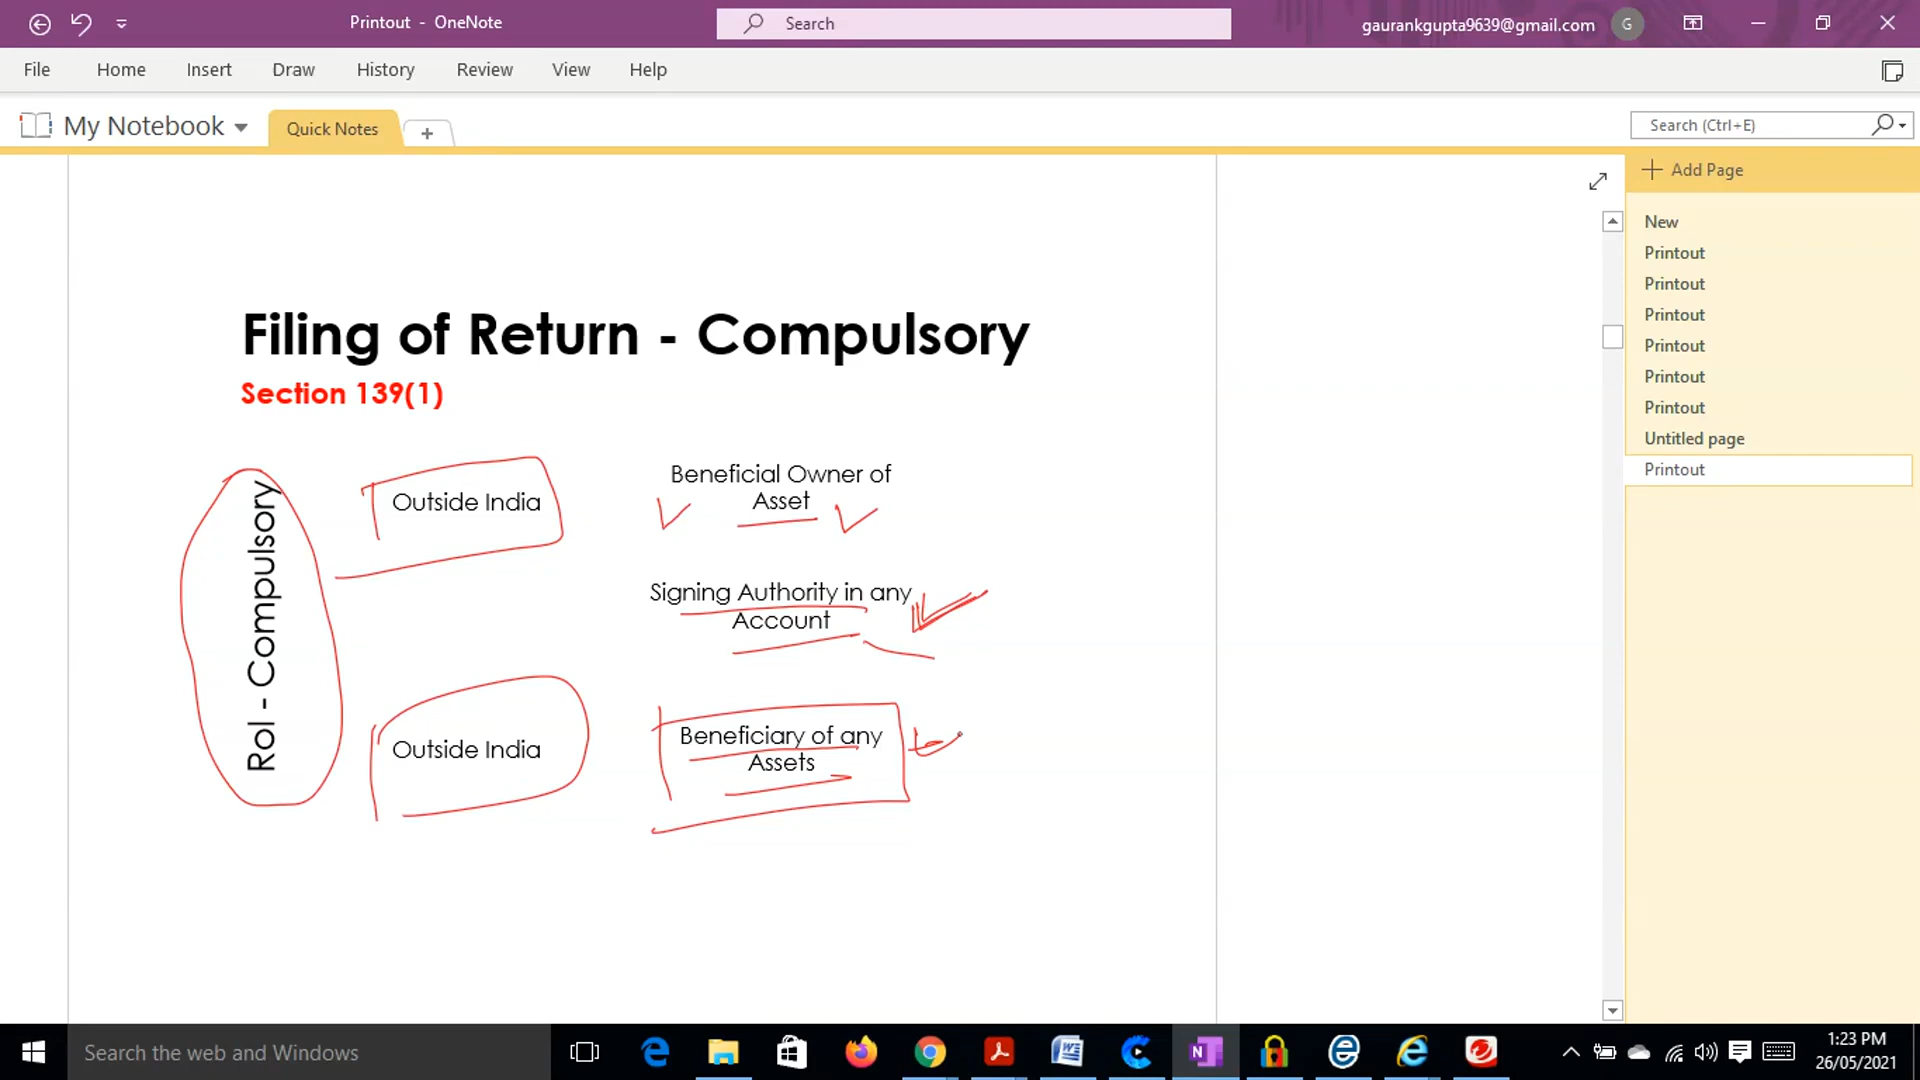 Printout - OneNote
Search
gaurankgupta9639@gmail.com
G
File
Home
Insert
Draw
History
Review
View
Help
My Notebook
Quick Notes
Search (Ctrl+E)
Add Page
New
Printout
Printout
Printout
Printout
Printout
Printout
Untitled page
Printout
Filing of Return - Compulsory
Section 139(1)
RoI - Compulsory
Outside India
Beneficial Owner of
Asset
Signing Authority in any
Account
Outside India
Beneficiary of any
Assets
Search the web and Windows
1:23 PM
26/05/2021